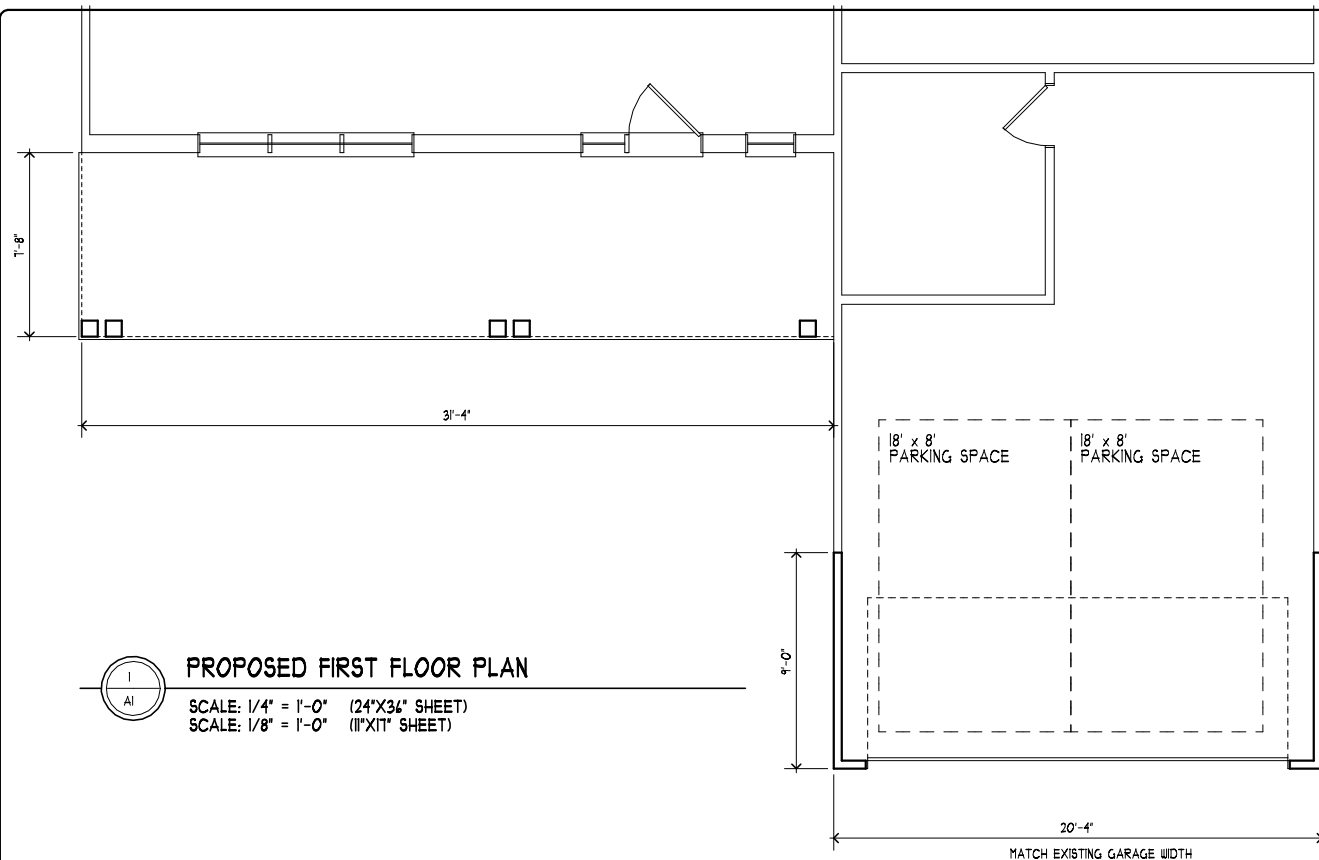 7'-8"
31'-4"
18' x 8'
PARKING SPACE
18' x 8'
PARKING SPACE
9'-0"
1
A1
PROPOSED FIRST FLOOR PLAN
SCALE: 1/4" = 1'-0" (24"X36" SHEET)
SCALE: 1/8" = 1'-0" (11"X17" SHEET)
20'-4"
MATCH EXISTING GARAGE WIDTH